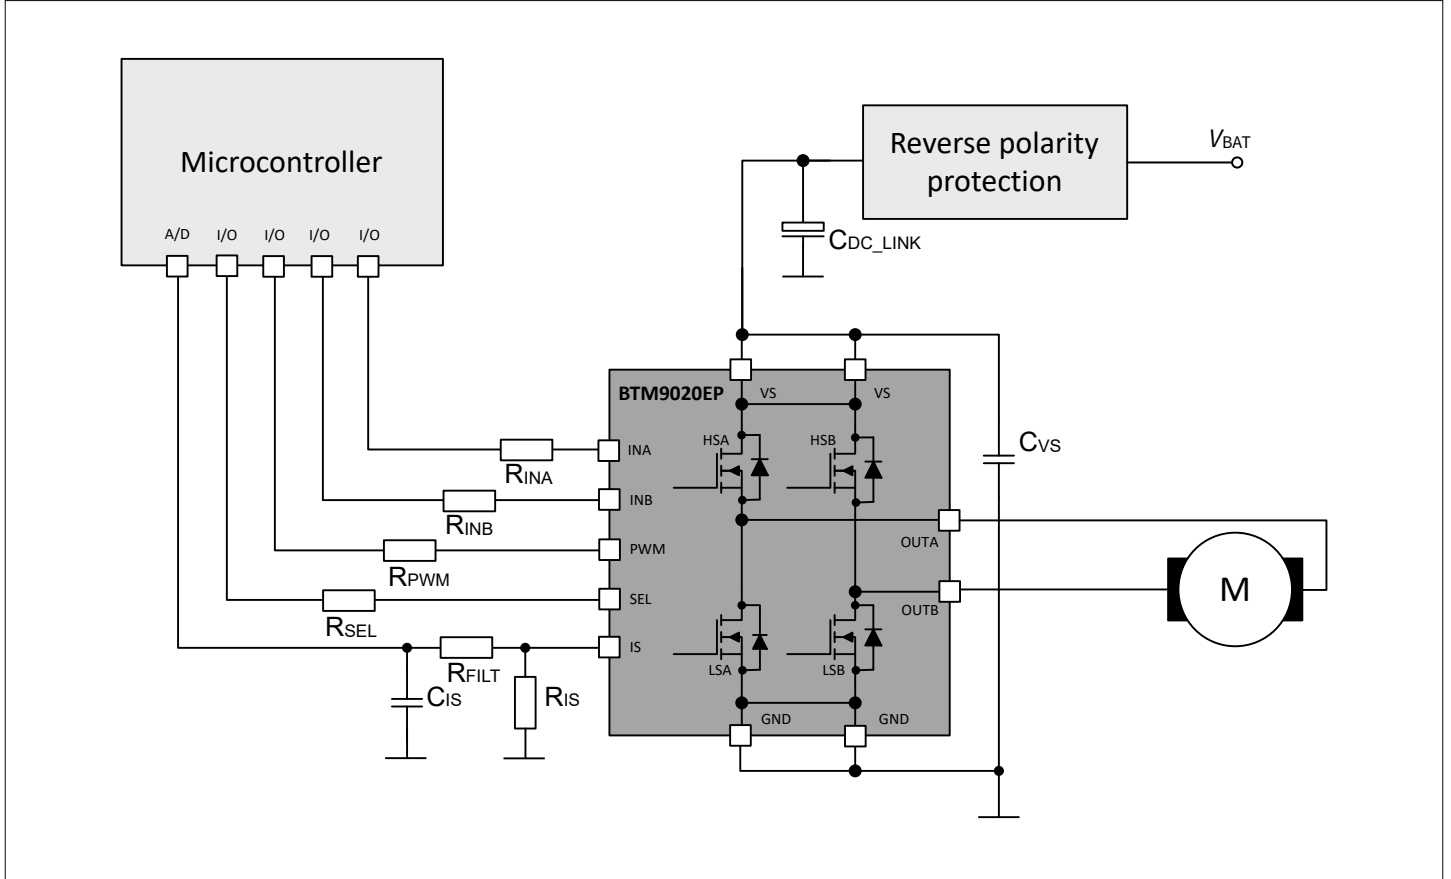 Microcontroller
A/D I/O I/O I/O I/O
Reverse polarity
protection
VBAT
CDC_LINK
BTM9020EP
VS VS
HSA HSB
CVS
INA
RINA
INB
RINB
PWM
RPWM
OUTA
SEL
RSEL
OUTB
M
IS
RFILT
LSA LSB
CIS
RIS
GND GND